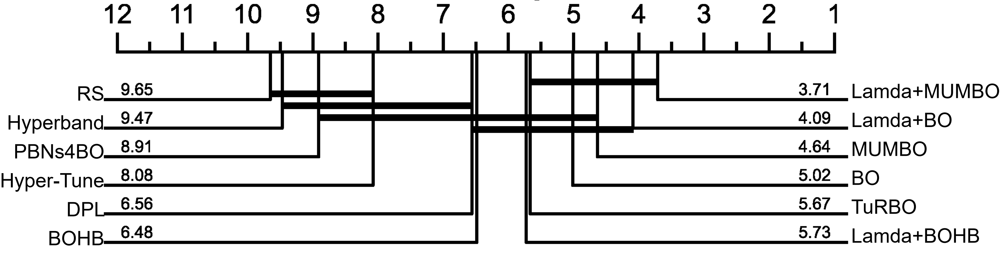 12 11 10 9 8 7 6 5 4 3 2 1
RS 9.65 3.71 Lamda+MUMBO
Hyperband 9.47 4.09 Lamda+BO
PBNs4BO 8.91 4.64 MUMBO
Hyper-Tune 8.08 5.02 BO
DPL 6.56 5.67 TuRBO
BOHB 6.48 5.73 Lamda+BOHB